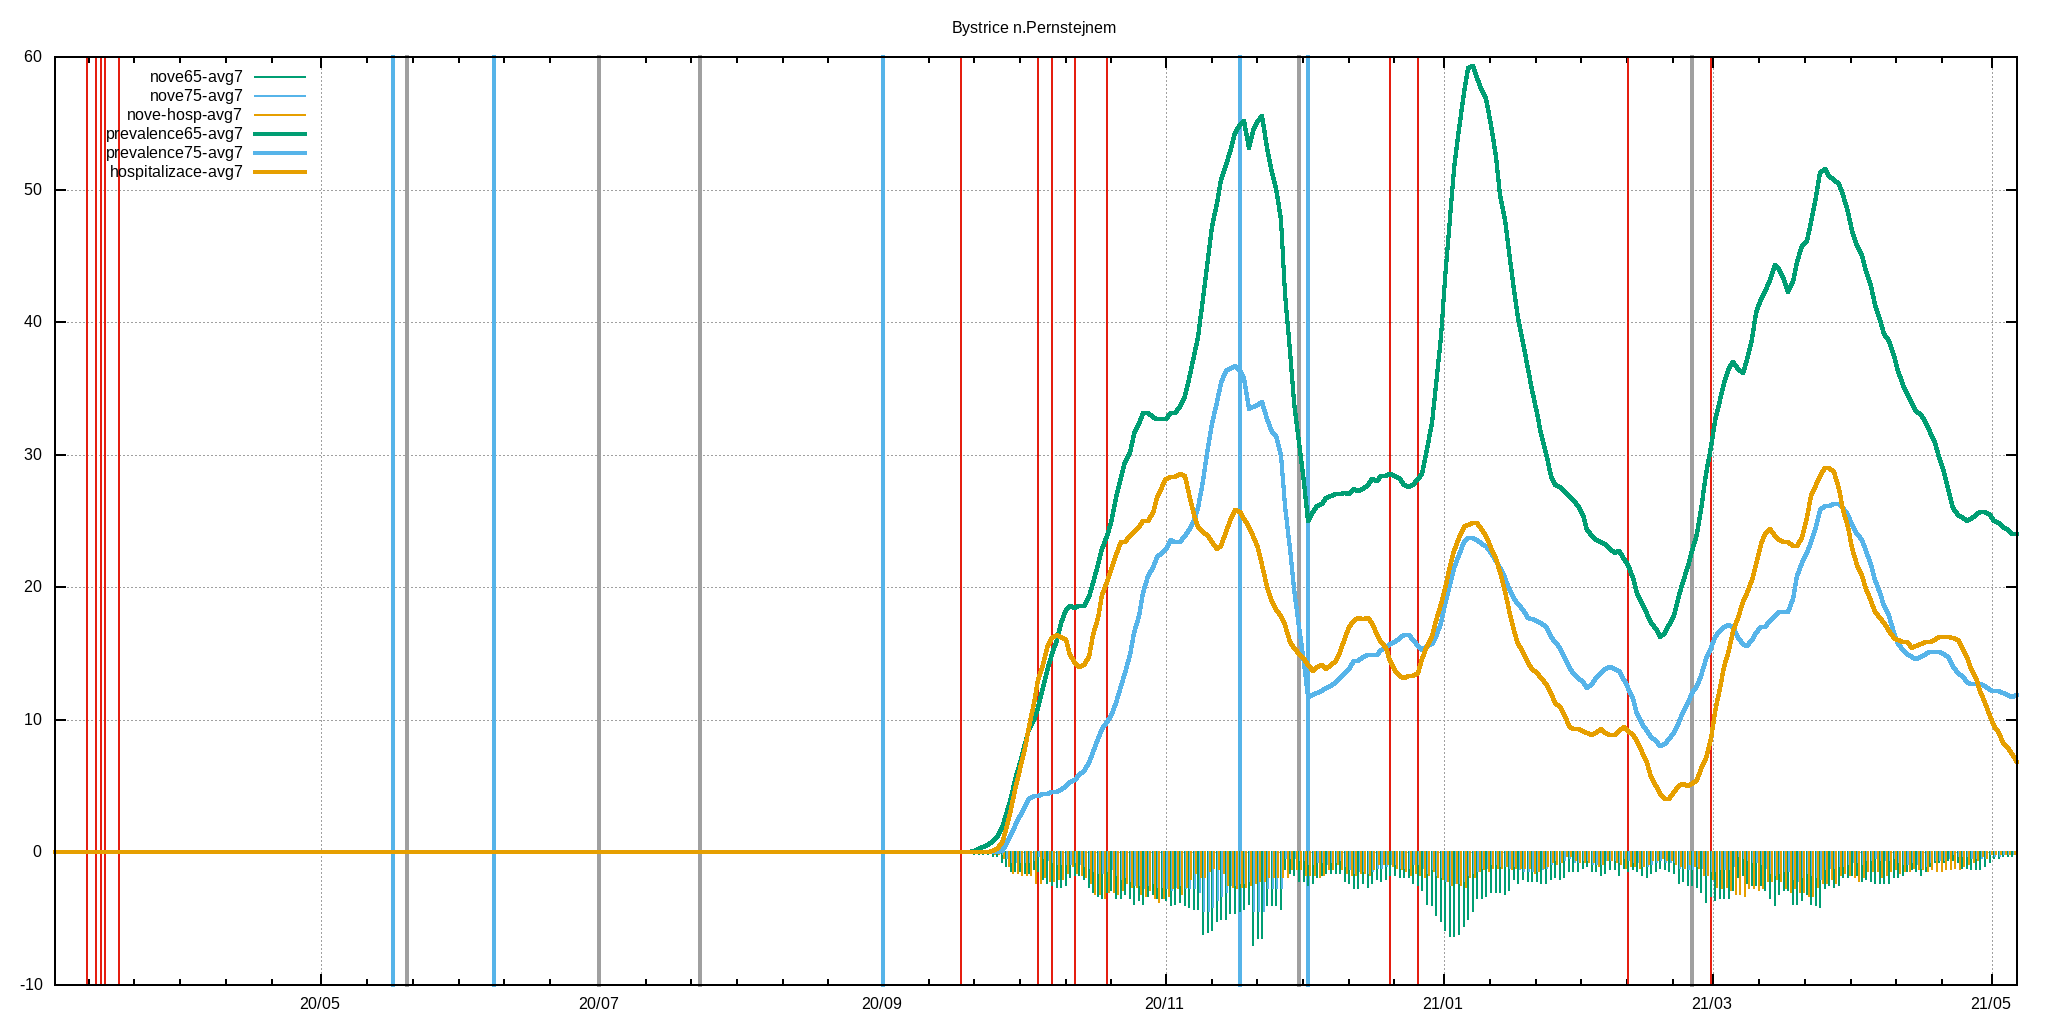 Bystrice n.Pernstejnem
60
50
40
30
20
10
0
-10
nove65-avg7
nove75-avg7
nove-hosp-avg7
prevalence65-avg7
prevalence75-avg7
hospitalizace-avg7
20/05 20/07 20/09 20/11 21/01 21/03 21/05